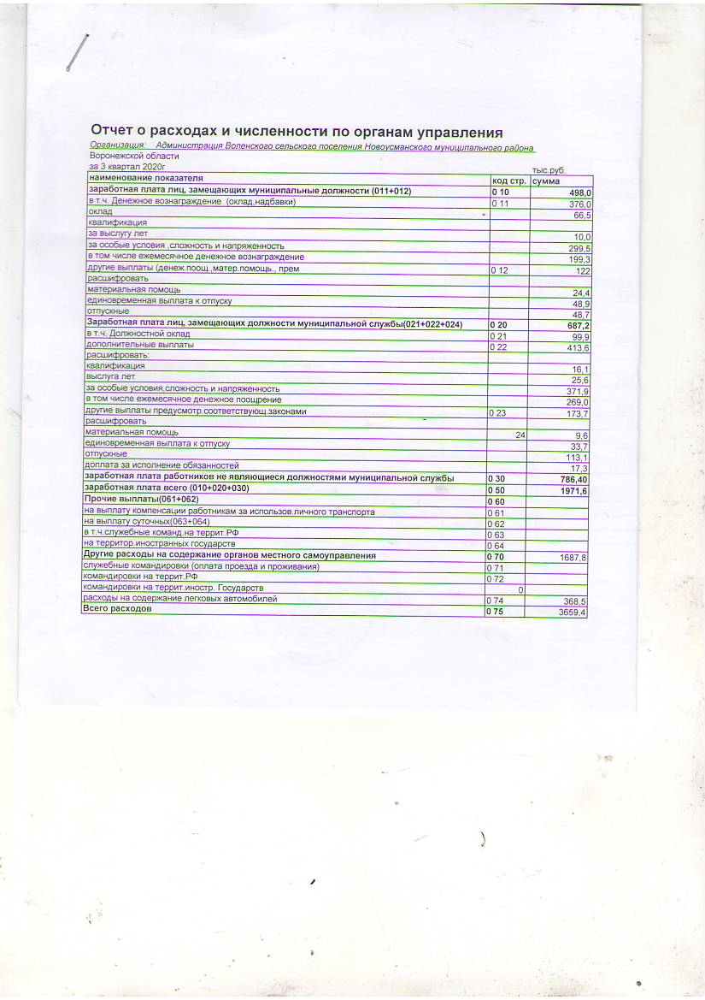 Отчет о расходах и численности по органам управления
Организация: Администрация Воленского сельского поселения Новоусманского муниципального района
Воронежской области
за 3 квартал 2020г тыс.руб.
наименование показателя код стр. сумма
заработная плата лиц, замещающих муниципальные должности (011+012) 0 10 498,0
в т.ч. Денежное вознаграждение (оклад,надбавки) 0 11 376,0
оклад 66,5
квалификация
за выслугу лет 10,0
за особые условия ,сложность и напряженность 299,5
в том числе ежемесячное денежное вознаграждение 199,3
другие выплаты (денеж.поощ.,матер.помощь., прем 0 12 122
расшифровать
материальная помощь 24,4
единовременная выплата к отпуску 48,9
отпускные 48,7
Заработная плата лиц, замещающих должности муниципальной службы(021+022+024) 0 20 687,2
в т.ч. Должностной оклад 0 21 99,9
дополнительные выплаты 0 22 413,6
расшифровать:
квалификация 16,1
выслуга лет 25,6
за особые условия,сложность и напряженность 371,9
в том числе ежемесячное денежное поощрение 269,0
другие выплаты предусмотр.соответствующ.законами 0 23 173,7
расшифровать
материальная помощь 24 9,6
единовременная выплата к отпуску 33,7
отпускные 113,1
доплата за исполнение обязанностей 17,3
заработная плата работников не являющиеся должностями муниципальной службы 0 30 786,40
заработная плата всего (010+020+030) 0 50 1971,6
Прочие выплаты(061+062) 0 60
на выплату компенсации работникам за использов.личного транспорта 0 61
на выплату суточных(063+064) 0 62
в т.ч.служебные команд.на террит.РФ 0 63
на территор.иностранных государств 0 64
Другие расходы на содержание органов местного самоуправления 0 70 1687,8
служебные командировки (оплата проезда и проживания) 0 71
командировки на террит.РФ 0 72
командировки на террит.иностр. Государств 0
расходы на содержание легковых автомобилей 0 74 368,5
Всего расходов 0 75 3659,4